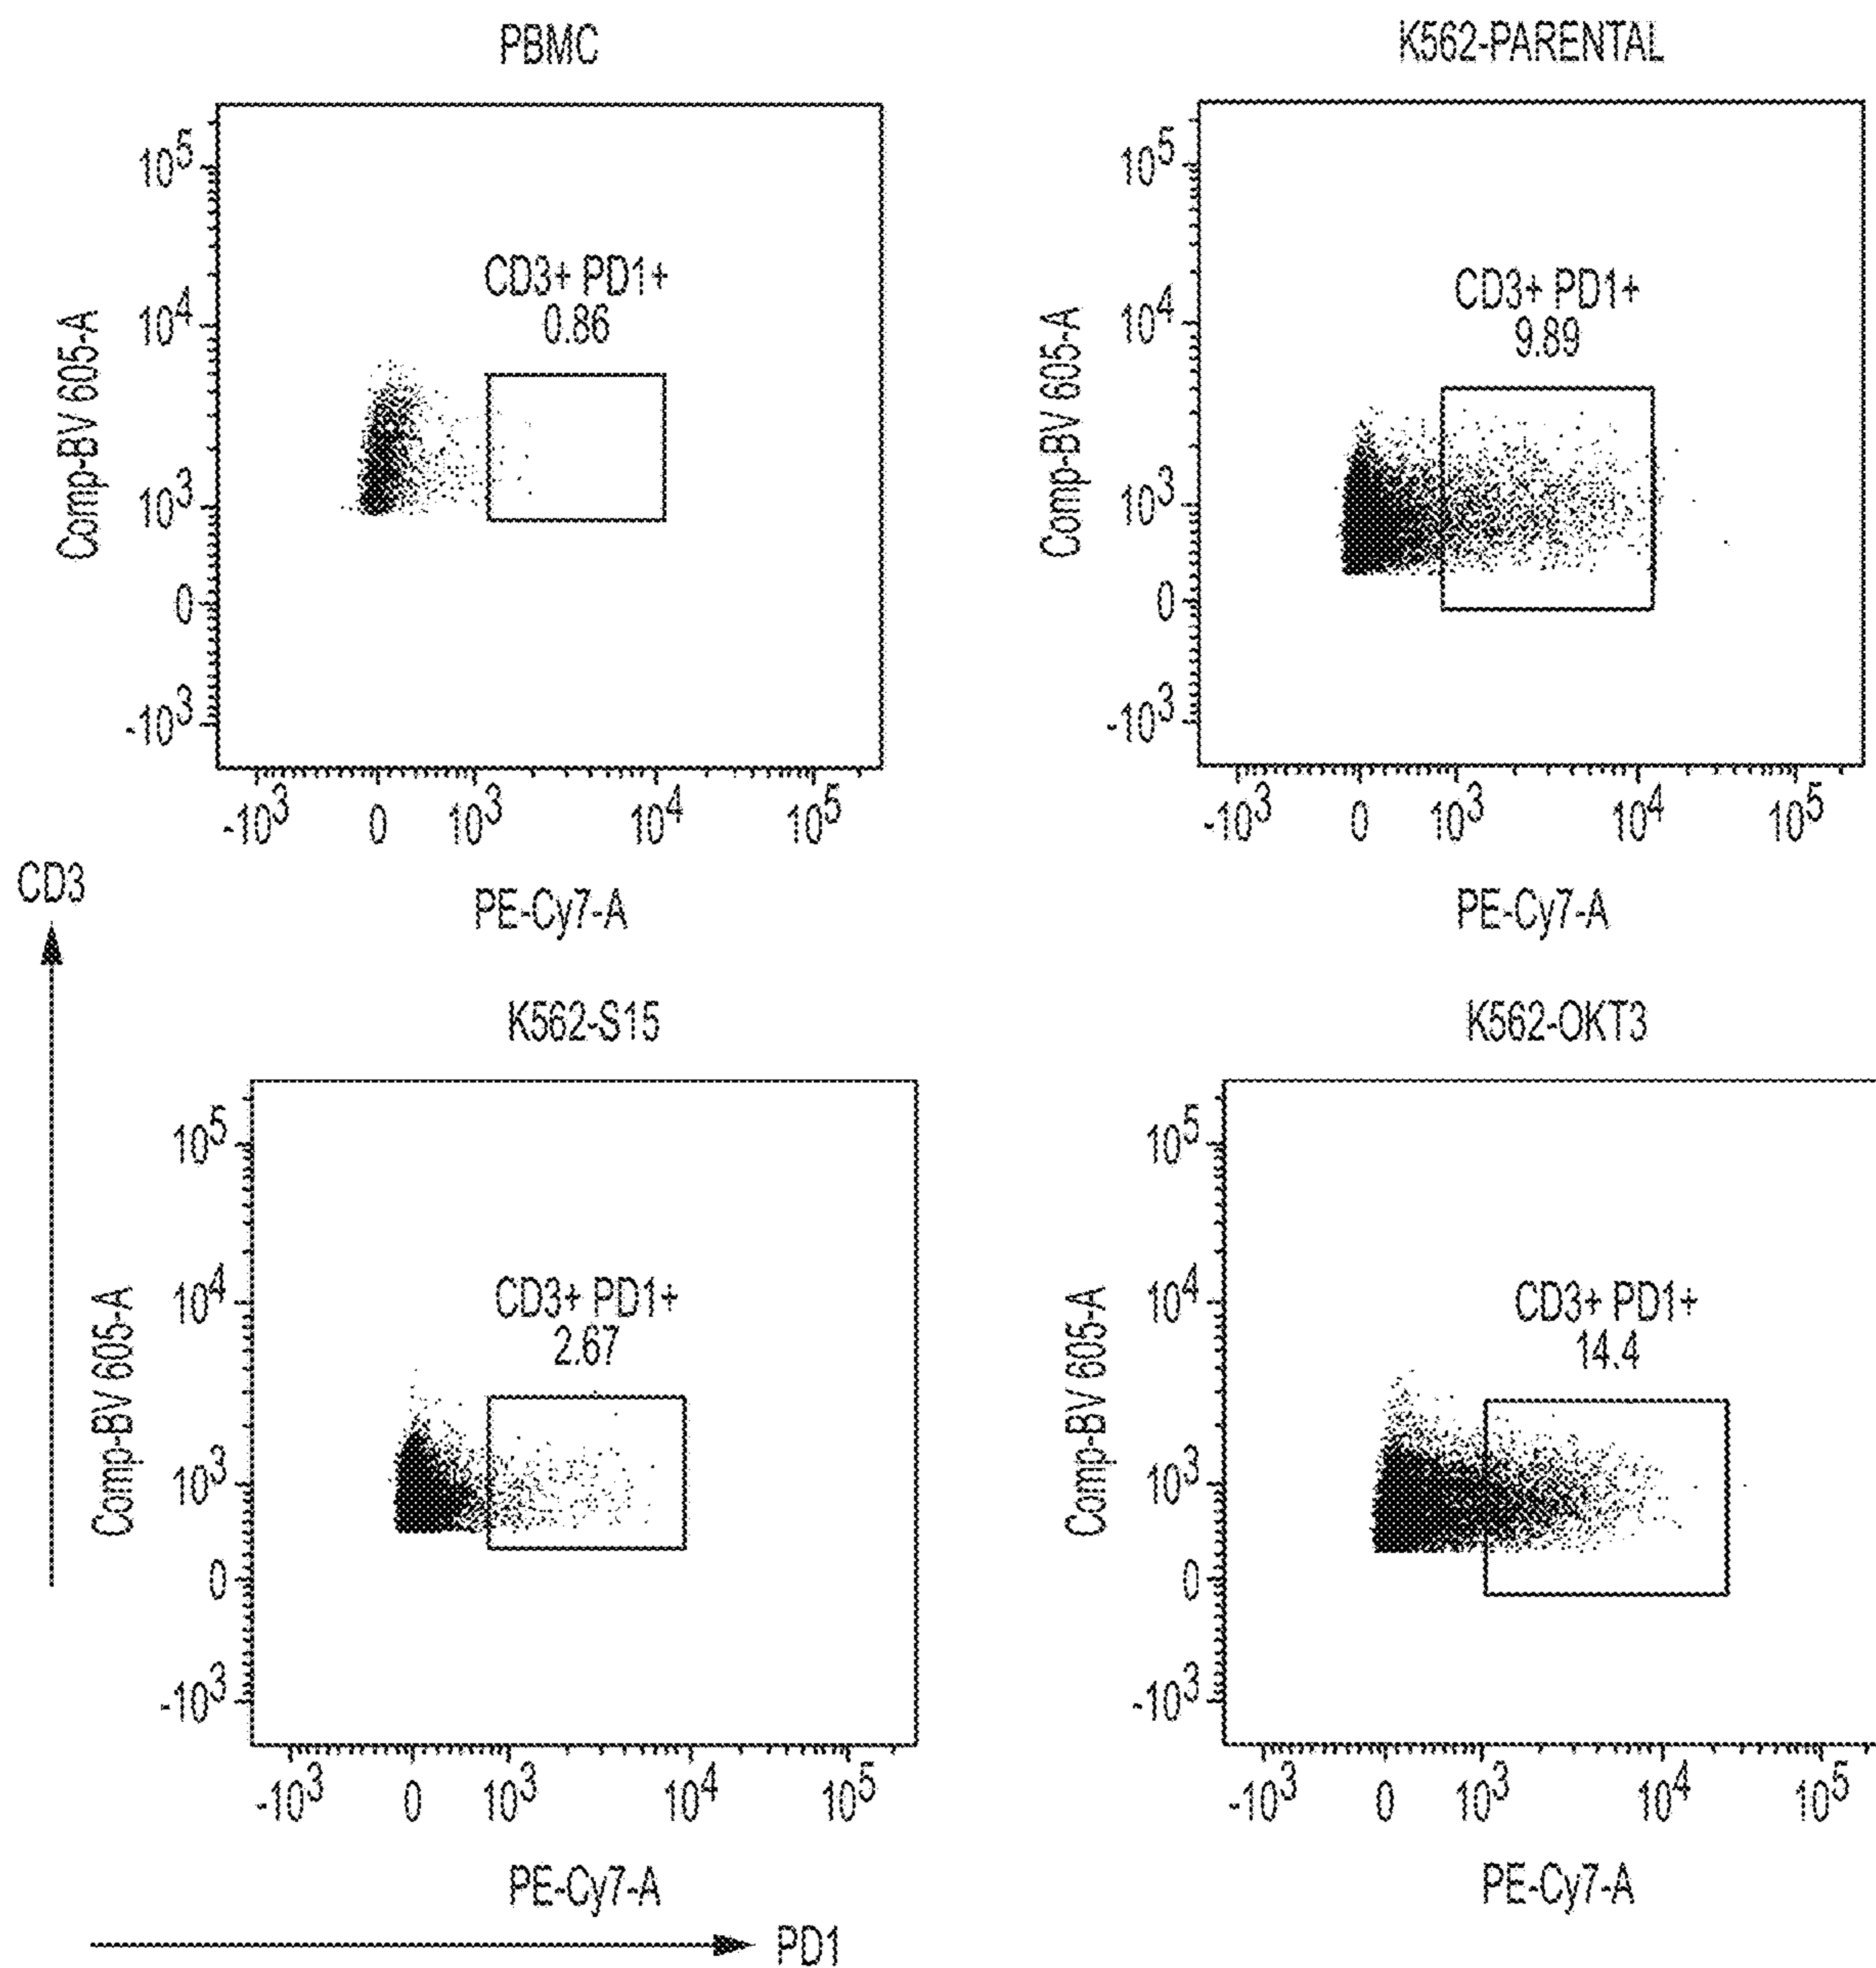 PBMC
10^5
10^4
10^3
0
-10^3
Comp-BV 605-A
CD3+ PD1+
0.86
-10^3 0 10^3 10^4 10^5
PE-Cy7-A
K562-PARENTAL
10^5
10^4
10^3
0
-10^3
Comp-BV 605-A
CD3+ PD1+
9.89
-10^3 0 10^3 10^4 10^5
PE-Cy7-A
CD3
K562-S15
10^5
10^4
10^3
0
-10^3
Comp-BV 605-A
CD3+ PD1+
2.67
-10^3 0 10^3 10^4 10^5
PE-Cy7-A
K562-OKT3
10^5
10^4
10^3
0
-10^3
Comp-BV 605-A
CD3+ PD1+
14.4
-10^3 0 10^3 10^4 10^5
PE-Cy7-A
PD1